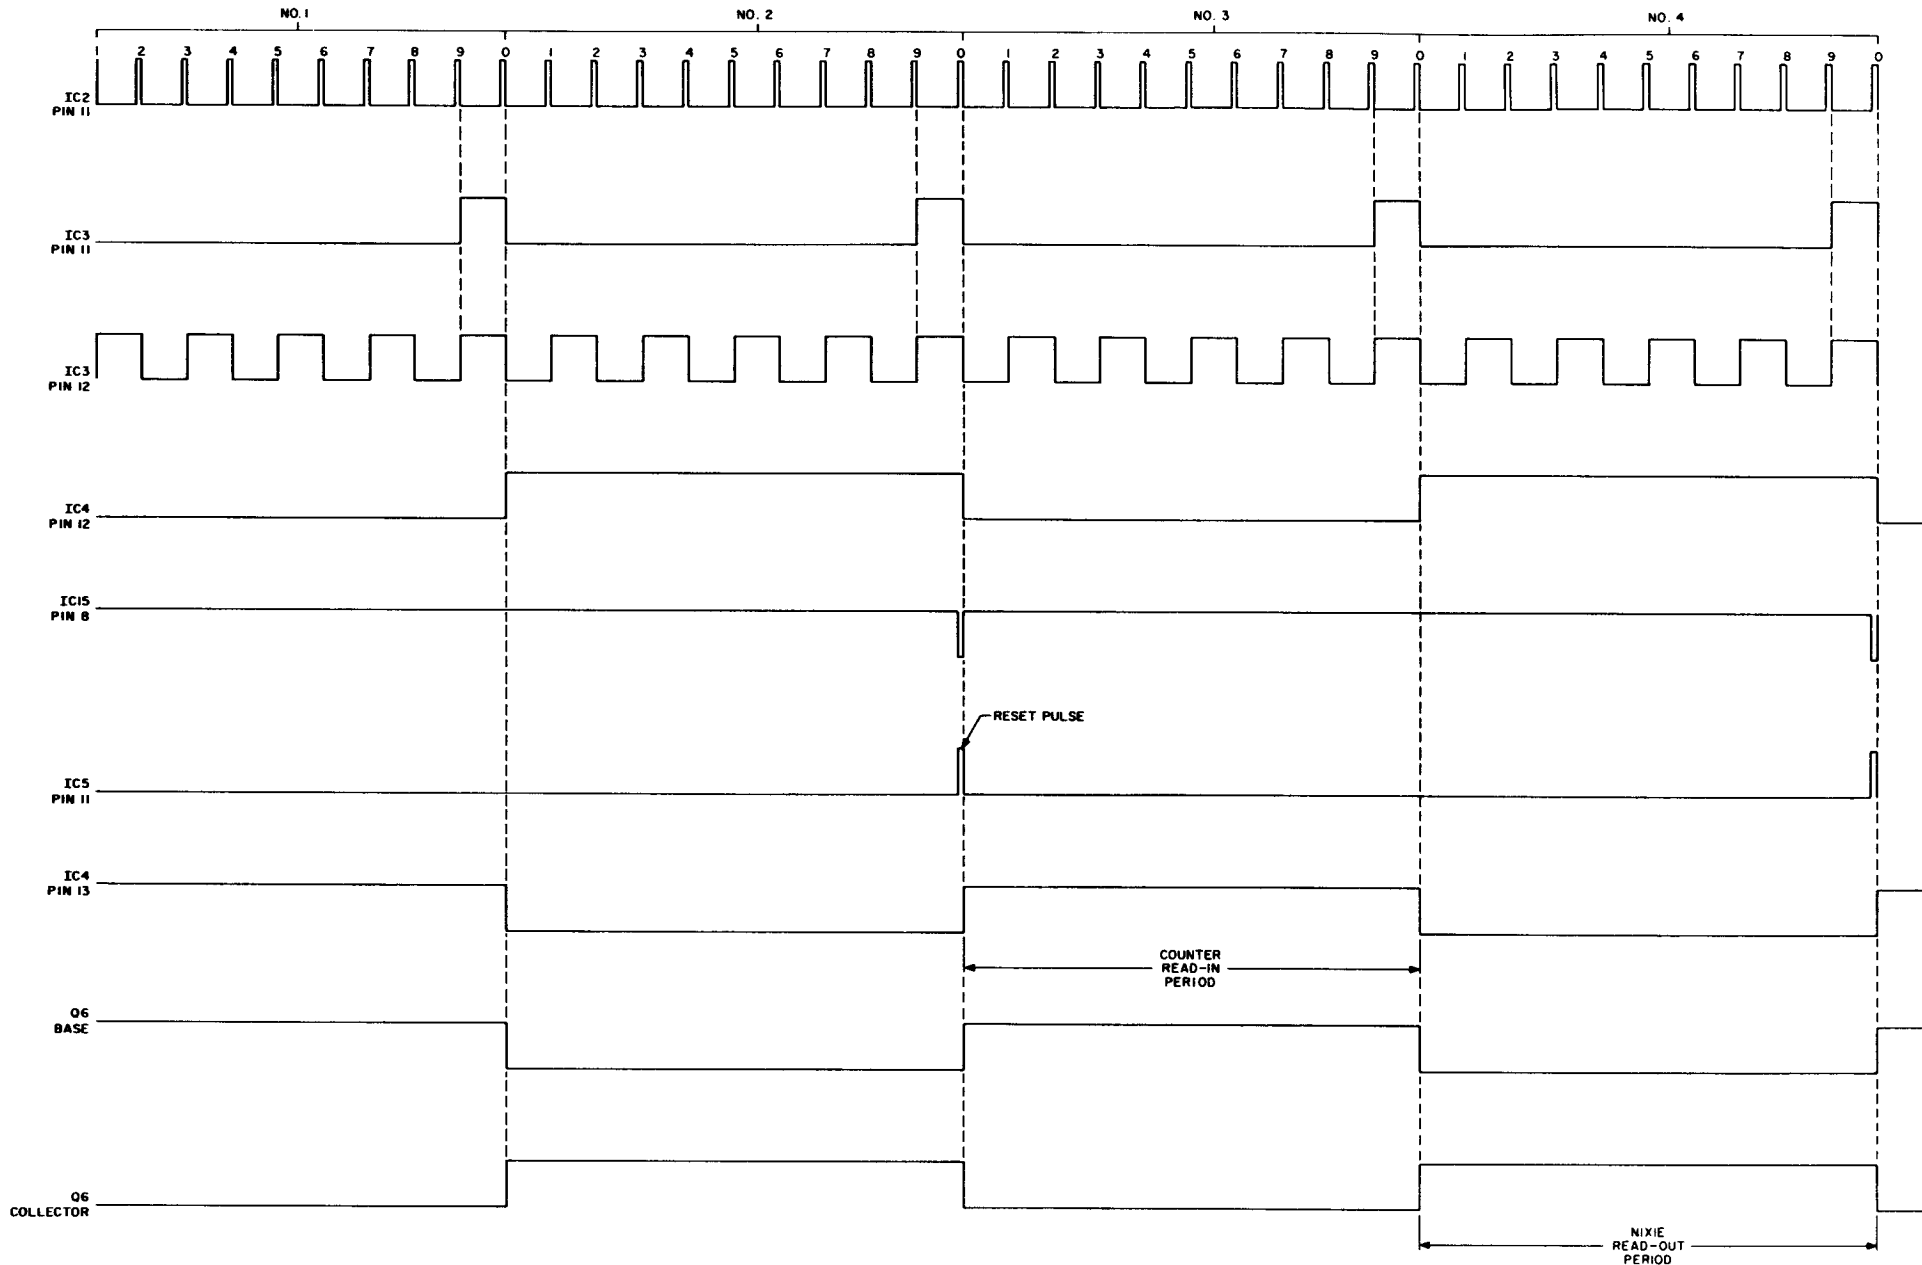 NO. 1 NO. 2 NO. 3 NO. 4
1 2 3 4 5 6 7 8 9 0 1 2 3 4 5 6 7 8 9 0 1 2 3 4 5 6 7 8 9 0 1 2 3 4 5 6 7 8 9 0
IC2
PIN 11
IC3
PIN 11
IC3
PIN 12
IC4
PIN 12
IC15
PIN 8
RESET PULSE
IC5
PIN 11
IC4
PIN 13
COUNTER
READ-IN
PERIOD
Q6
BASE
Q6
COLLECTOR
NIXIE
READ-OUT
PERIOD